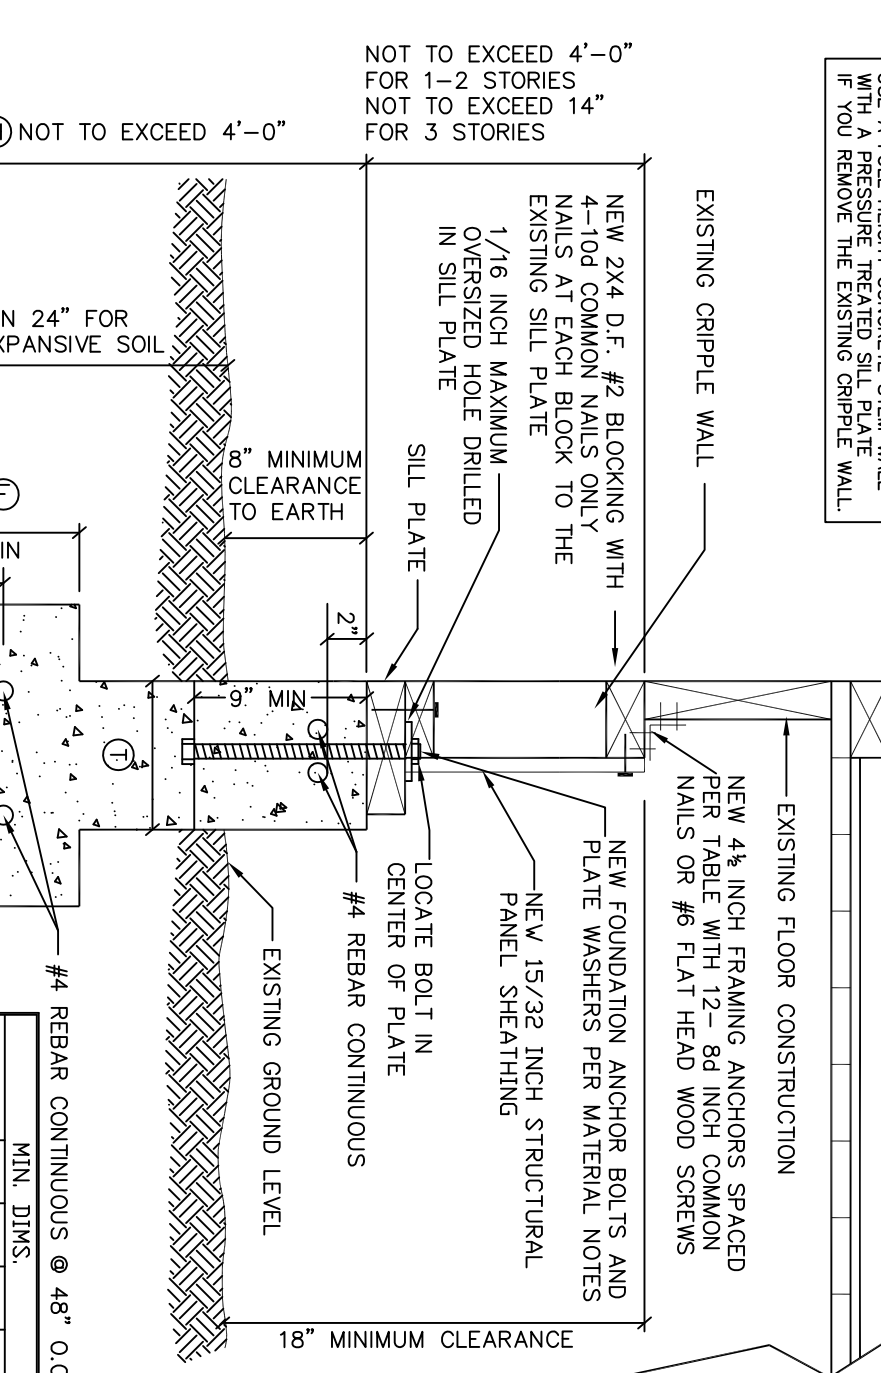 NOT TO EXCEED 4'-0"
FOR 1-2 STORIES
NOT TO EXCEED 14"
FOR 3 STORIES
NOT TO EXCEED 4'-0"
WITH A PRESSURE TREATED SILL PLATE
IF YOU REMOVE THE EXISTING CRIPPLE WALL.
EXISTING CRIPPLE WALL
NEW 2X4 D.F. #2 BLOCKING WITH
4-10d COMMON NAILS ONLY
NAILS AT EACH BLOCK TO THE
EXISTING SILL PLATE
1/16 INCH MAXIMUM
OVERSIZED HOLE DRILLED
IN SILL PLATE
SILL PLATE
24" FOR
SOIL
8" MINIMUM
CLEARANCE
TO EARTH
2"
9" MIN
T
EXISTING FLOOR CONSTRUCTION
NEW 4½ INCH FRAMING ANCHORS SPACED
PER TABLE WITH 12- 8d INCH COMMON
NAILS OR #6 FLAT HEAD WOOD SCREWS
NEW FOUNDATION ANCHOR BOLTS AND
PLATE WASHERS PER MATERIAL NOTES
NEW 15/32 INCH STRUCTURAL
PANEL SHEATHING
LOCATE BOLT IN
CENTER OF PLATE
#4 REBAR CONTINUOUS
EXISTING GROUND LEVEL
#4 REBAR CONTINUOUS @ 48"
MIN. DIMS.
18" MINIMUM CLEARANCE